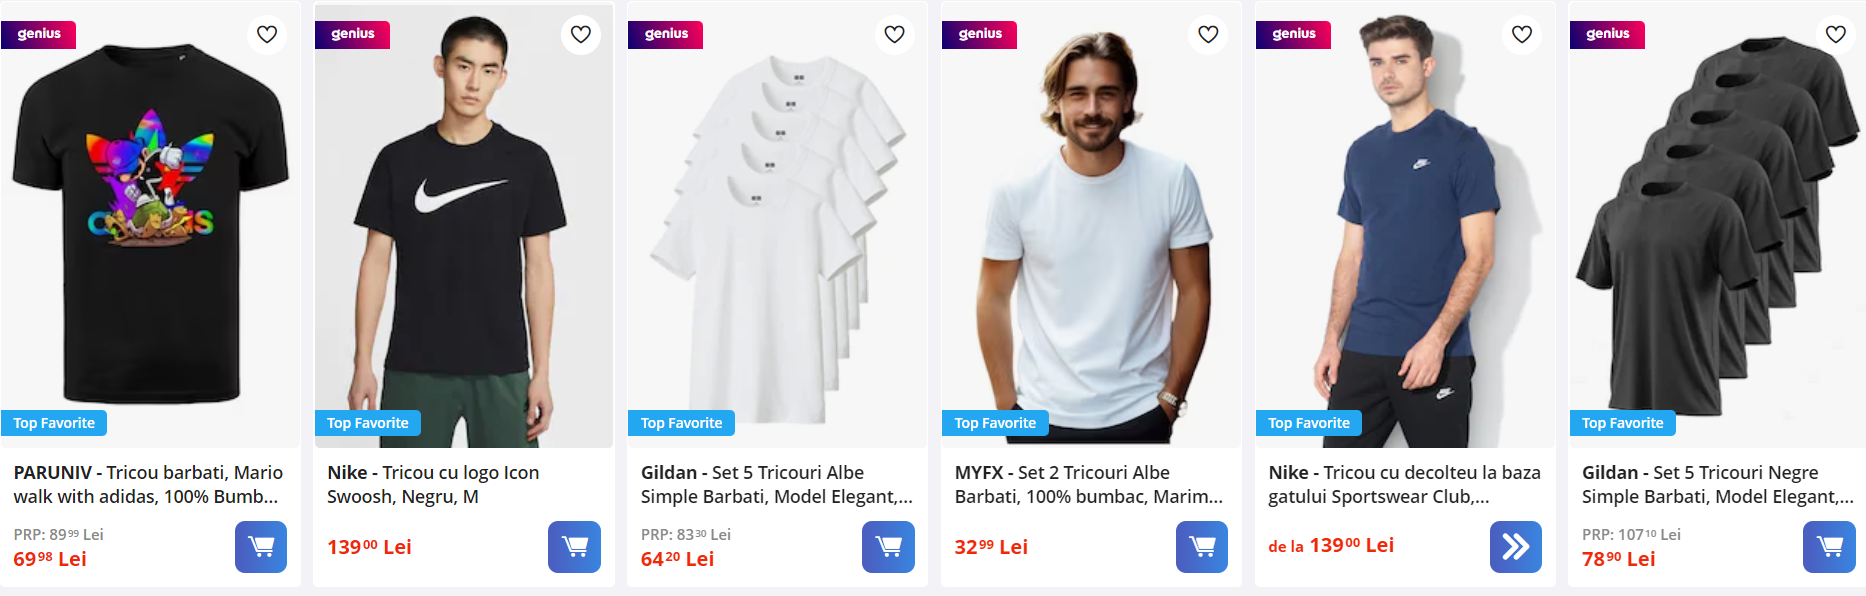 genius
Top Favorite
PARUNIV - Tricou barbati, Mario
walk with adidas, 100% Bumb...
PRP: 89⁹⁹ Lei
69⁹⁸ Lei
genius
Top Favorite
Nike - Tricou cu logo Icon
Swoosh, Negru, M
139⁰⁰ Lei
genius
Top Favorite
Gildan - Set 5 Tricouri Albe
Simple Barbati, Model Elegant,...
PRP: 83³⁰ Lei
64²⁰ Lei
genius
Top Favorite
MYFX - Set 2 Tricouri Albe
Barbati, 100% bumbac, Marim...
32⁹⁹ Lei
genius
Top Favorite
Nike - Tricou cu decolteu la baza
gatului Sportswear Club,...
de la 139⁰⁰ Lei
genius
Top Favorite
Gildan - Set 5 Tricouri Negre
Simple Barbati, Model Elegant,...
PRP: 107¹⁰ Lei
78⁹⁰ Lei